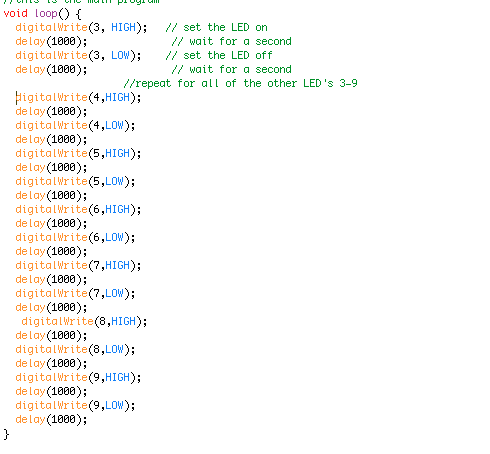 //this is the main program
void loop() {
  digitalWrite(3, HIGH);   // set the LED on
  delay(1000);              // wait for a second
  digitalWrite(3, LOW);    // set the LED off
  delay(1000);              // wait for a second
                    //repeat for all of the other LED's 3-9
  digitalWrite(4,HIGH);
  delay(1000);
  digitalWrite(4,LOW);
  delay(1000);
  digitalWrite(5,HIGH);
  delay(1000);
  digitalWrite(5,LOW);
  delay(1000);
  digitalWrite(6,HIGH);
  delay(1000);
  digitalWrite(6,LOW);
  delay(1000);
  digitalWrite(7,HIGH);
  delay(1000);
  digitalWrite(7,LOW);
  delay(1000);
   digitalWrite(8,HIGH);
  delay(1000);
  digitalWrite(8,LOW);
  delay(1000);
  digitalWrite(9,HIGH);
  delay(1000);
  digitalWrite(9,LOW);
  delay(1000);
}